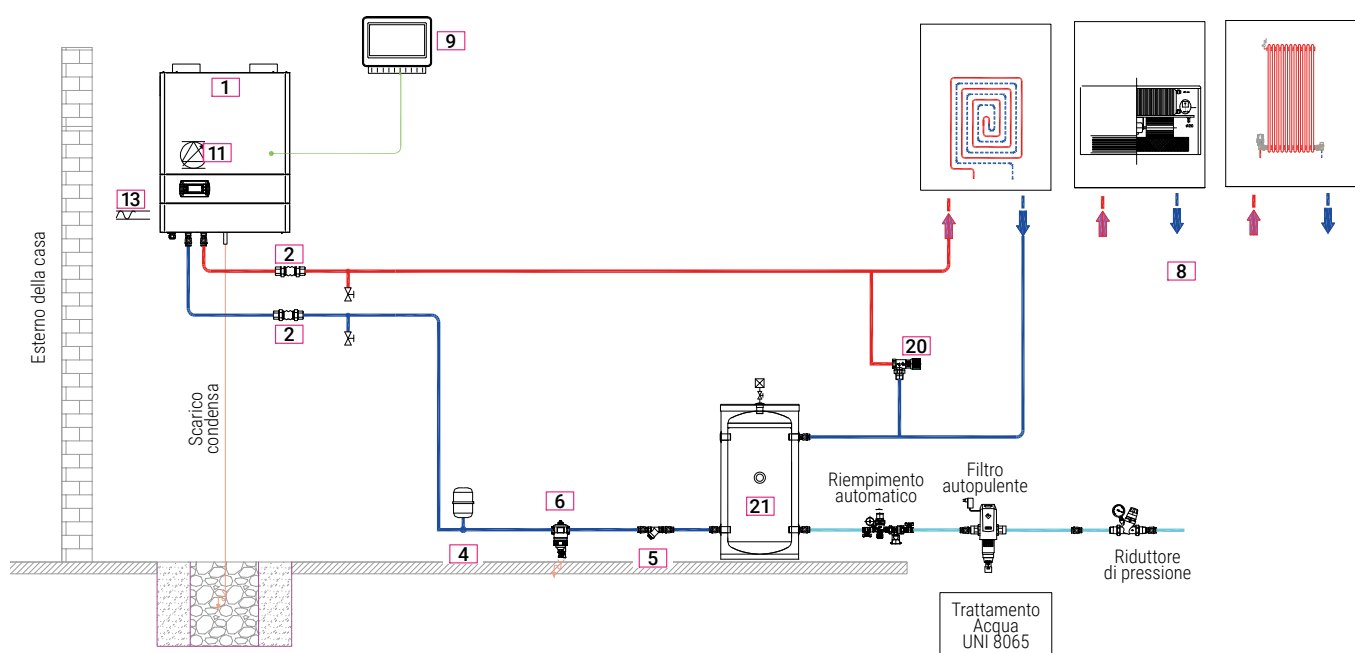 9
1
11
13
2
2
8
Esterno della casa
20
Scarico
condensa
Riempimento
automatico
Filtro
autopulente
6
21
4
5
Riduttore
di pressione
Trattamento
Acqua
UNI 8065